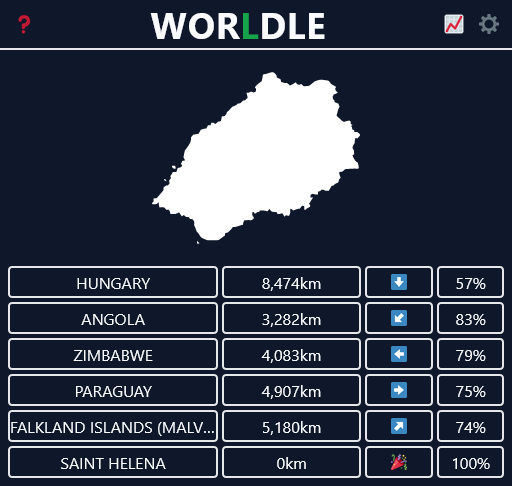 ?
WORLDLE
HUNGARY 8,474km 57%
ANGOLA 3,282km 83%
ZIMBABWE 4,083km 79%
PARAGUAY 4,907km 75%
FALKLAND ISLANDS (MALV... 5,180km 74%
SAINT HELENA 0km 100%